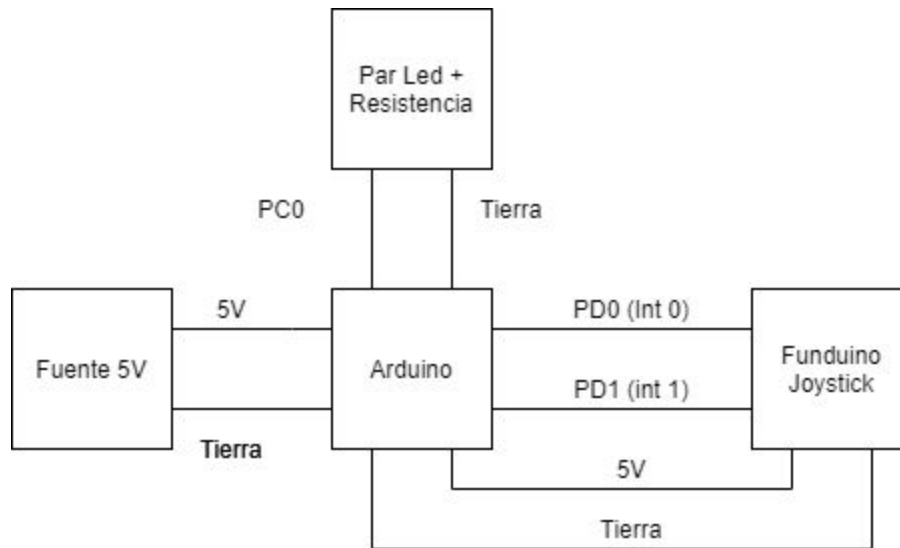 Par Led +
Resistencia
PC0
Tierra
5V
PD0 (Int 0)
Fuente 5V
Arduino
Funduino
Joystick
PD1 (int 1)
Tierra
5V
Tierra